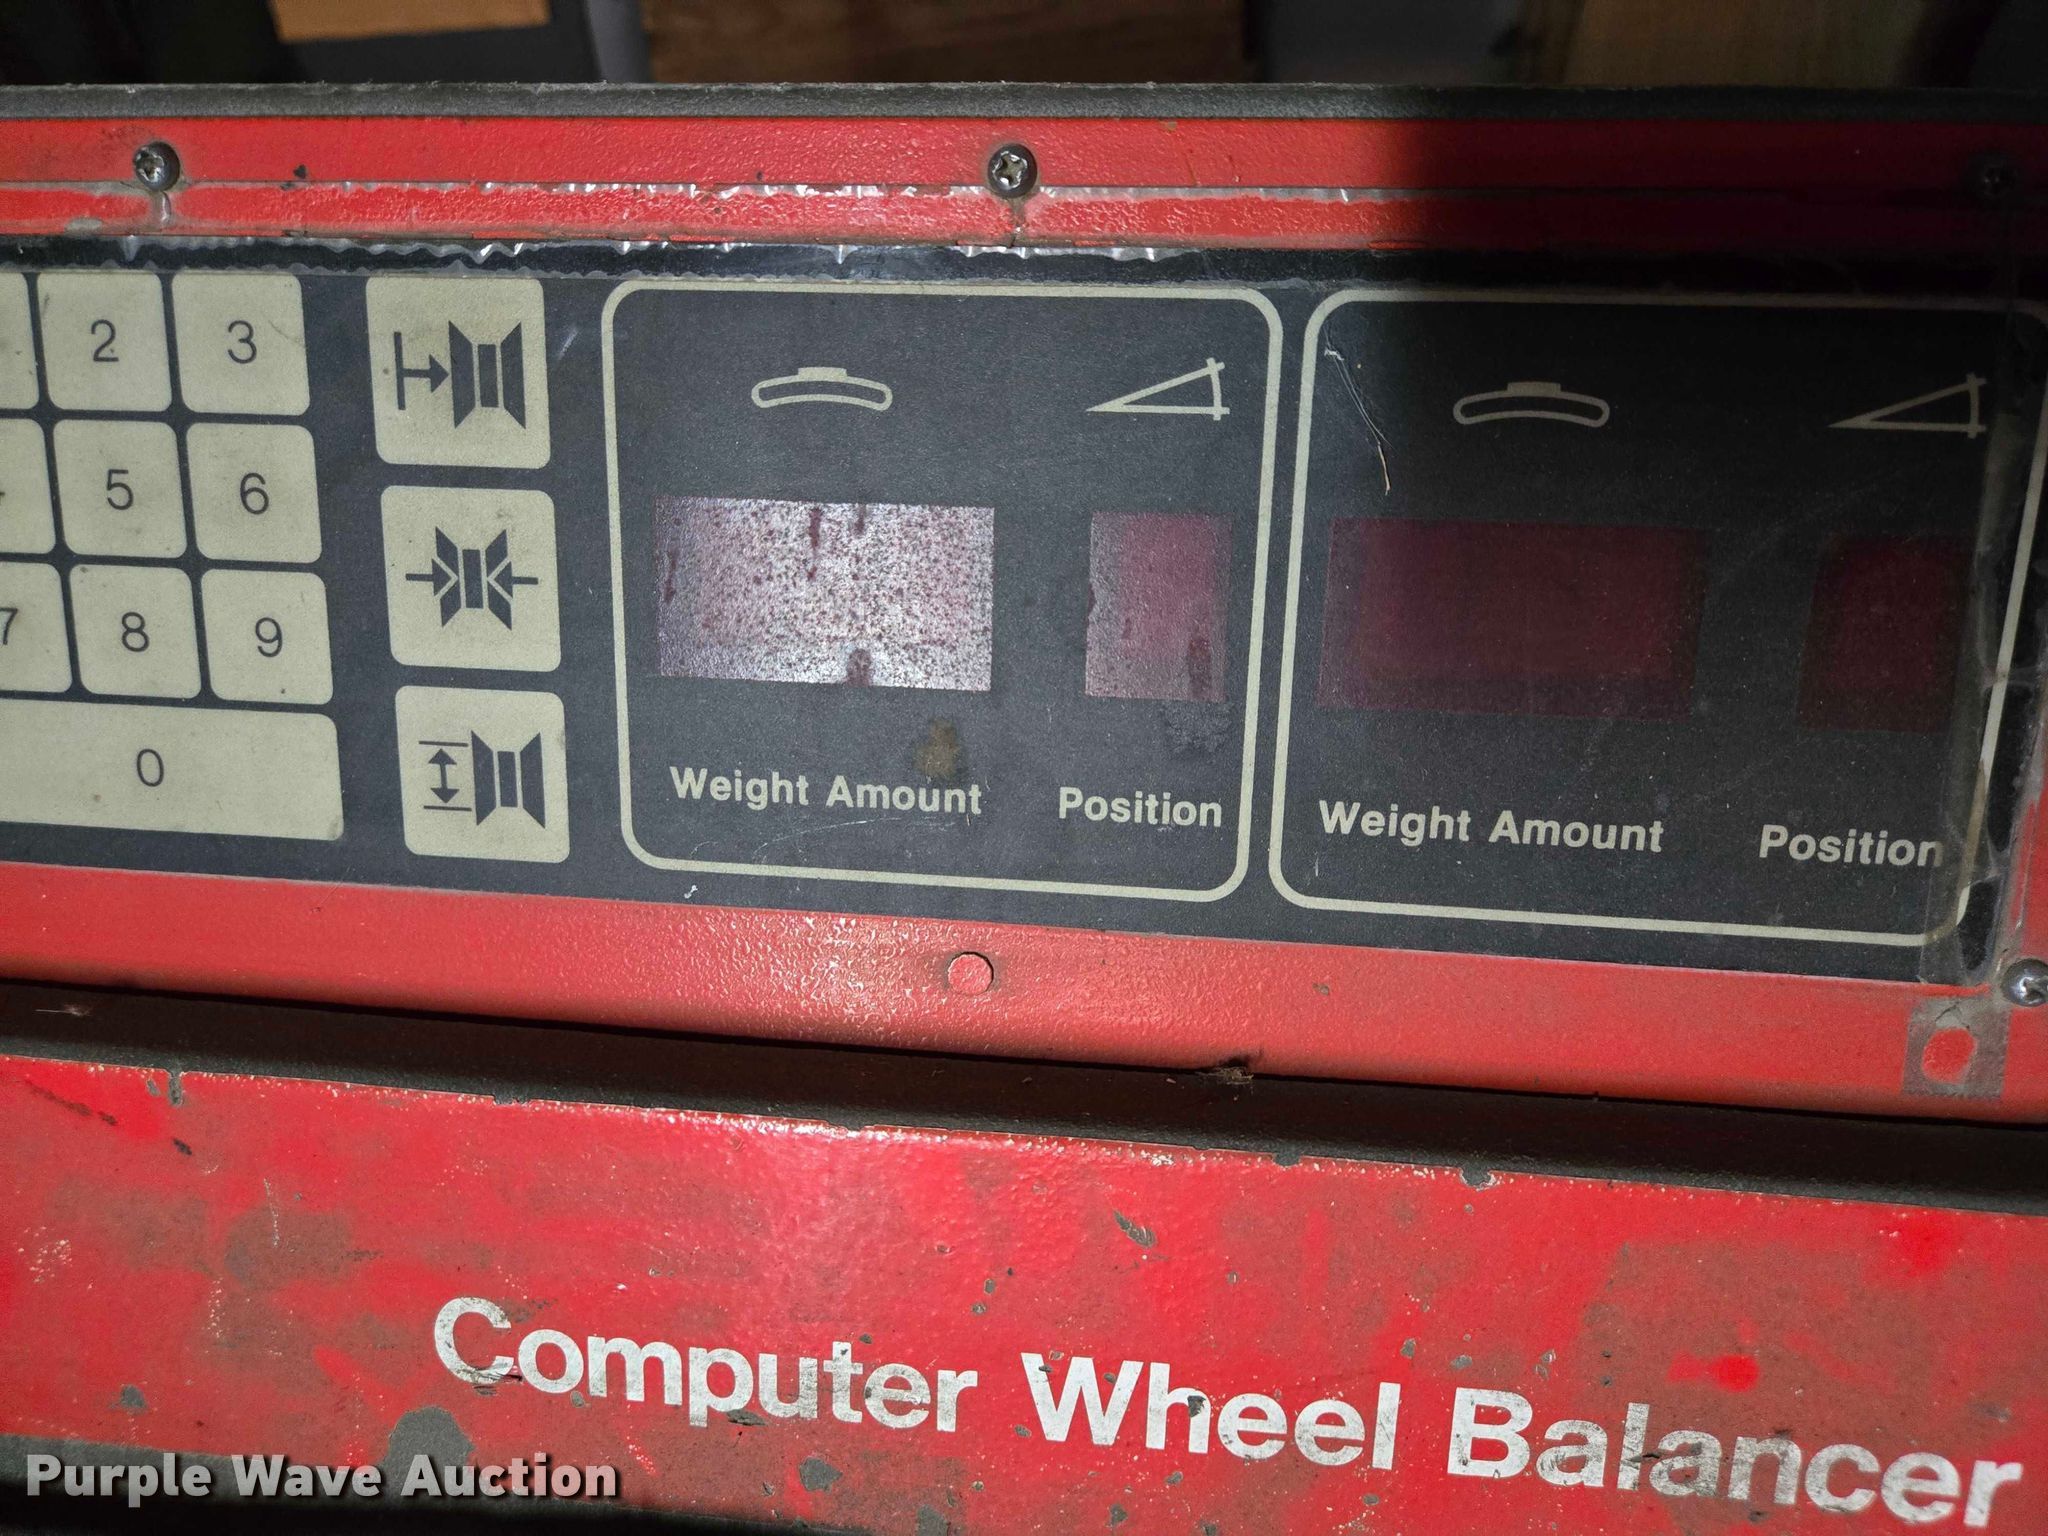 2 3
5 6
7 8 9
0
Weight Amount Position
Weight Amount Position
Computer Wheel Balancer
Purple Wave Auction